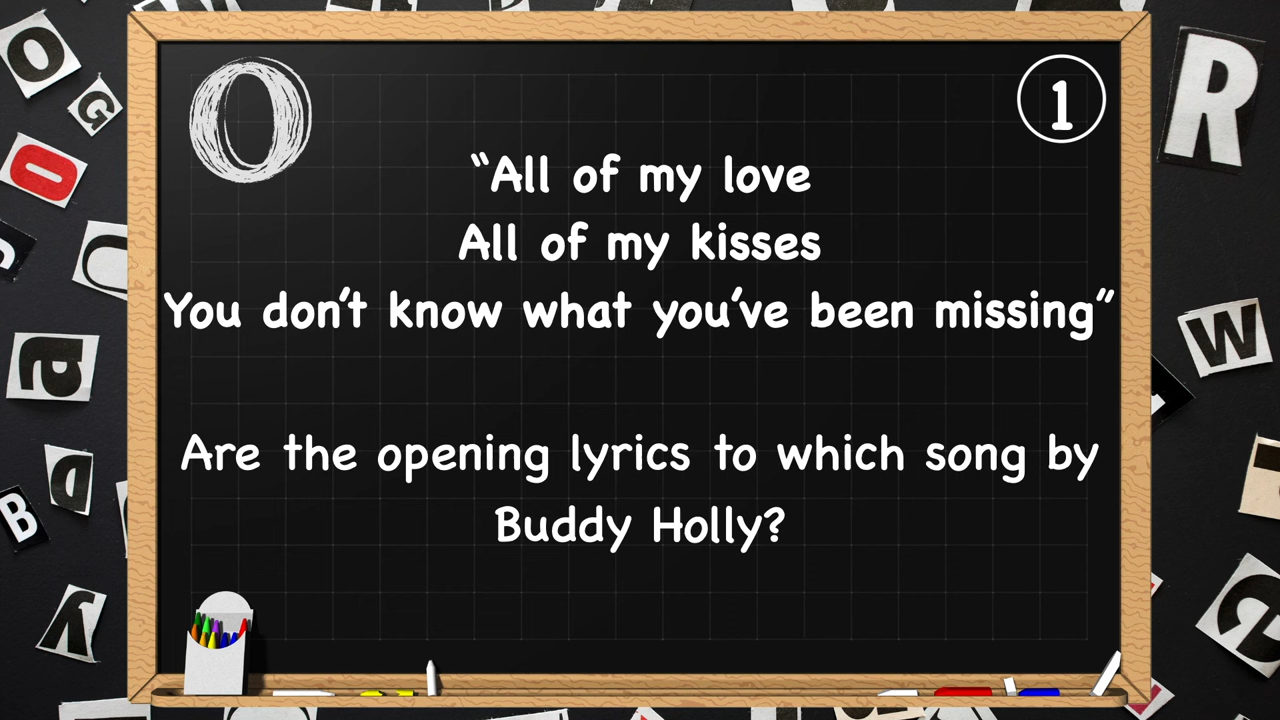 O
1
“All of my love
All of my kisses
You don’t know what you’ve been missing”
Are the opening lyrics to which song by
Buddy Holly?
O
G
O
a
D
B
y
R
W